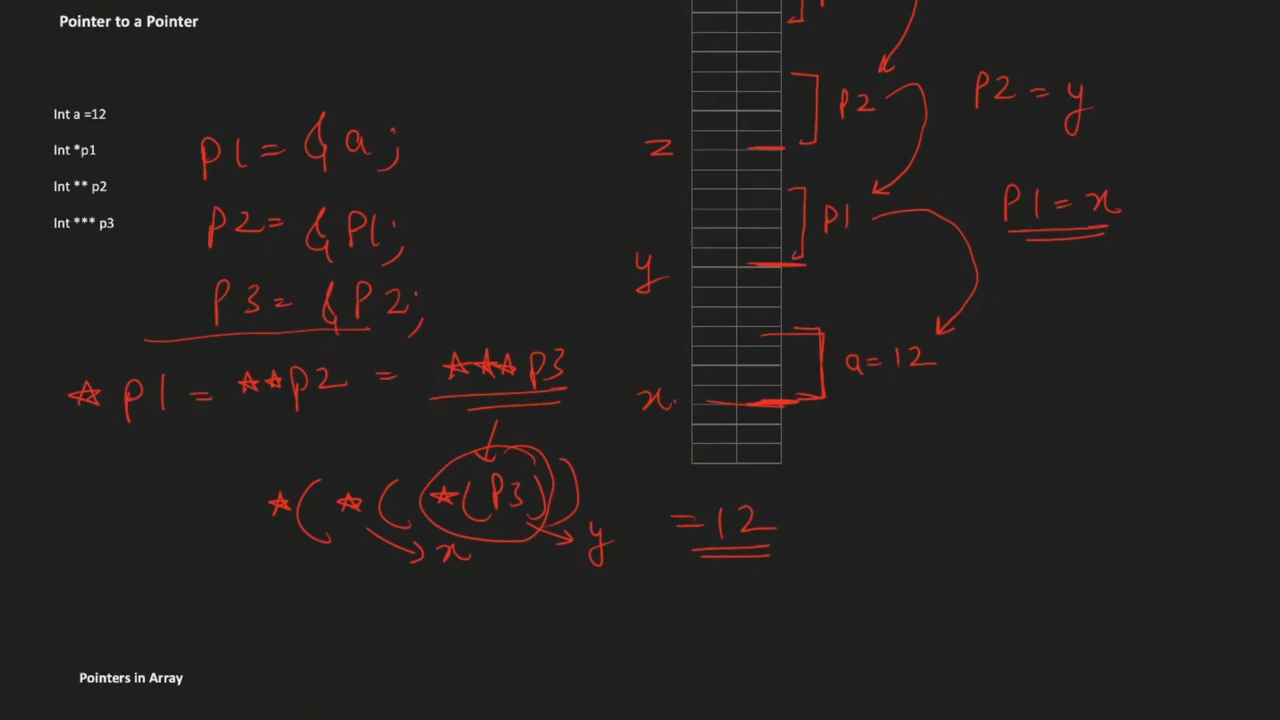 Pointer to a Pointer
Int a =12
Int *p1
Int ** p2
Int *** p3
P1 = &a;
P2 = &P1;
P3 = &P2;
*p1 = **p2 = ***p3
*(*(*(P3)))
x
y
= 12
z
y
x
P2
P1
a = 12
P2 = y
P1 = x
Pointers in Array